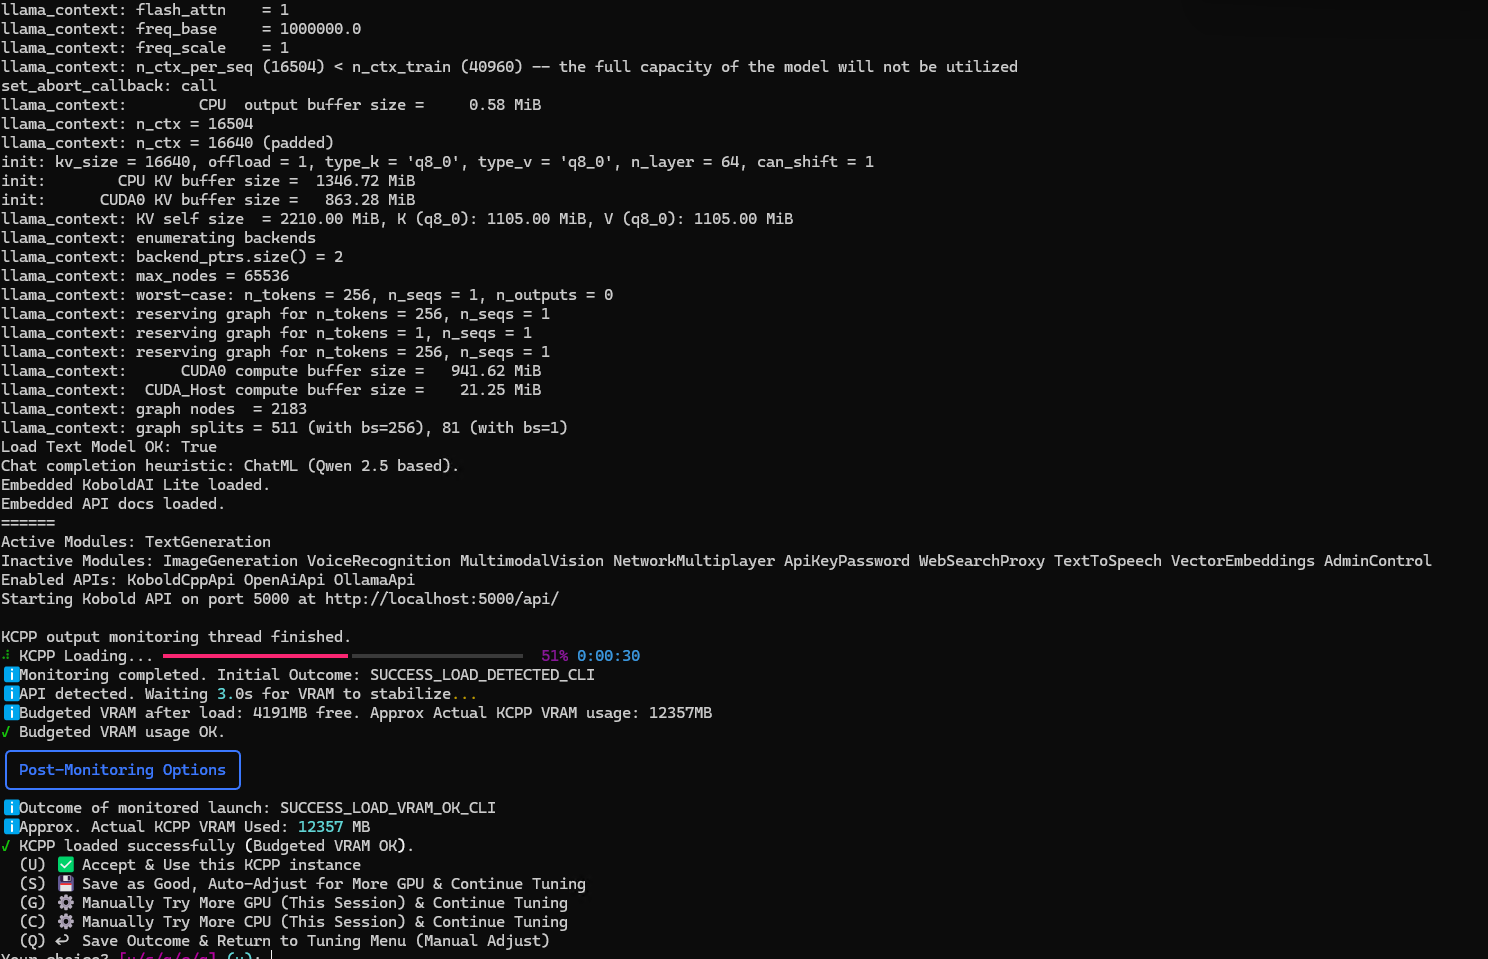 llama_context: flash_attn    = 1
llama_context: freq_base     = 1000000.0
llama_context: freq_scale    = 1
llama_context: n_ctx_per_seq (16504) < n_ctx_train (40960) -- the full capacity of the model will not be utilized
set_abort_callback: call
llama_context:        CPU  output buffer size =     0.58 MiB
llama_context: n_ctx = 16504
llama_context: n_ctx = 16640 (padded)
init: kv_size = 16640, offload = 1, type_k = 'q8_0', type_v = 'q8_0', n_layer = 64, can_shift = 1
init:        CPU KV buffer size =  1346.72 MiB
init:      CUDA0 KV buffer size =   863.28 MiB
llama_context: KV self size  = 2210.00 MiB, K (q8_0): 1105.00 MiB, V (q8_0): 1105.00 MiB
llama_context: enumerating backends
llama_context: backend_ptrs.size() = 2
llama_context: max_nodes = 65536
llama_context: worst-case: n_tokens = 256, n_seqs = 1, n_outputs = 0
llama_context: reserving graph for n_tokens = 256, n_seqs = 1
llama_context: reserving graph for n_tokens = 1, n_seqs = 1
llama_context: reserving graph for n_tokens = 256, n_seqs = 1
llama_context:      CUDA0 compute buffer size =   941.62 MiB
llama_context:  CUDA_Host compute buffer size =    21.25 MiB
llama_context: graph nodes  = 2183
llama_context: graph splits = 511 (with bs=256), 81 (with bs=1)
Load Text Model OK: True
Chat completion heuristic: ChatML (Qwen 2.5 based).
Embedded KoboldAI Lite loaded.
Embedded API docs loaded.
======
Active Modules: TextGeneration
Inactive Modules: ImageGeneration VoiceRecognition MultimodalVision NetworkMultiplayer ApiKeyPassword WebSearchProxy TextToSpeech VectorEmbeddings AdminControl
Enabled APIs: KoboldCppApi OpenAiApi OllamaApi
Starting Kobold API on port 5000 at http://localhost:5000/api/
KCPP output monitoring thread finished.
KCPP Loading... 51% 0:00:30
ℹ️Monitoring completed. Initial Outcome: SUCCESS_LOAD_DETECTED_CLI
ℹ️API detected. Waiting 3.0s for VRAM to stabilize...
ℹ️Budgeted VRAM after load: 4191MB free. Approx Actual KCPP VRAM usage: 12357MB
✓ Budgeted VRAM usage OK.
Post-Monitoring Options
ℹ️Outcome of monitored launch: SUCCESS_LOAD_VRAM_OK_CLI
ℹ️Approx. Actual KCPP VRAM Used: 12357 MB
✓ KCPP loaded successfully (Budgeted VRAM OK).
(U) ✅ Accept & Use this KCPP instance
(S) 💾 Save as Good, Auto-Adjust for More GPU & Continue Tuning
(G) ⚙️ Manually Try More GPU (This Session) & Continue Tuning
(C) ⚙️ Manually Try More CPU (This Session) & Continue Tuning
(Q) ↩ Save Outcome & Return to Tuning Menu (Manual Adjust)
Your choice?